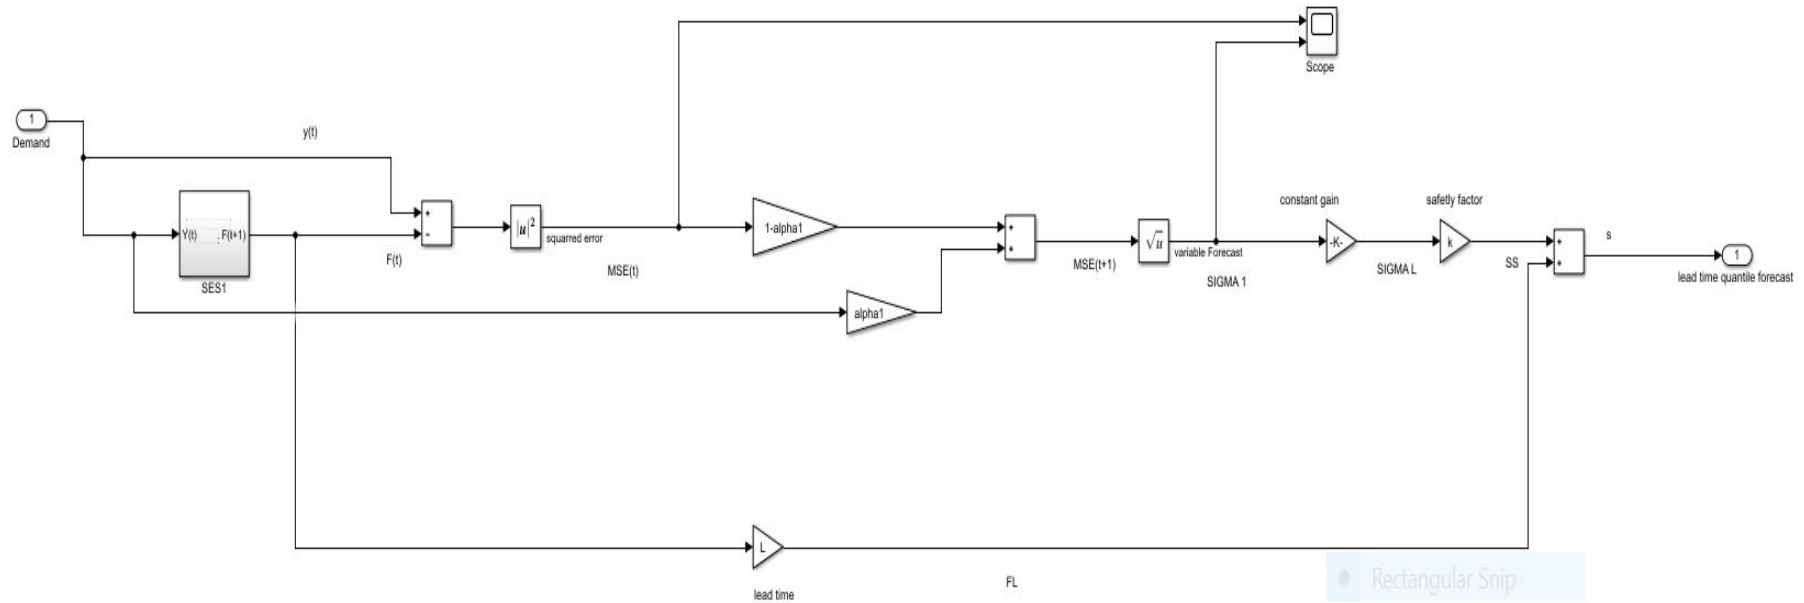 Scope
1
Demand
y(t)
Y(t)
F(t+1)
SES1
F(t)
+
−
|u|²
squarred error
MSE(t)
1-alpha1
alpha1
+
+
MSE(t+1)
√u
variable Forecast
SIGMA 1
constant gain
-K-
SIGMA L
safetly factor
k
SS
+
+
s
1
lead time quantile forecast
L
lead time
FL
Rectangular Snip